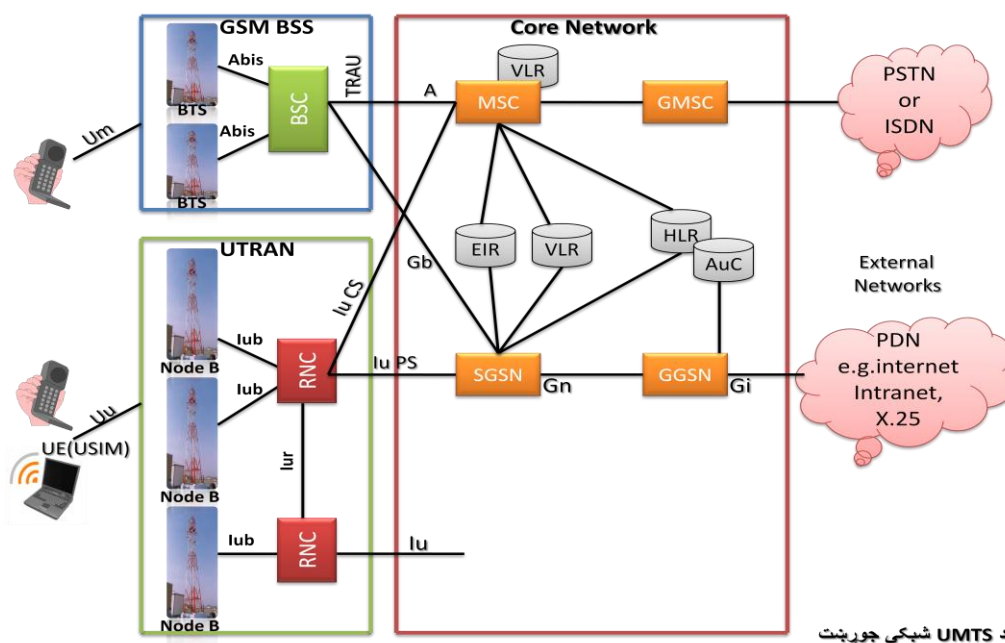 GSM BSS
Core Network
Abis
BTS
Abis
BTS
BSC
TRAU
Um
A
VLR
MSC
GMSC
PSTN
or
ISDN
EIR
VLR
HLR
AuC
Gb
Iu CS
UTRAN
Iub
Node B
Iub
Node B
Iub
Node B
RNC
Iur
RNC
Iu PS
Iu
SGSN
Gn
GGSN
Gi
External
Networks
PDN
e.g.internet
Intranet,
X.25
Uu
UE(USIM)
د UMTS شبکې جوړښت